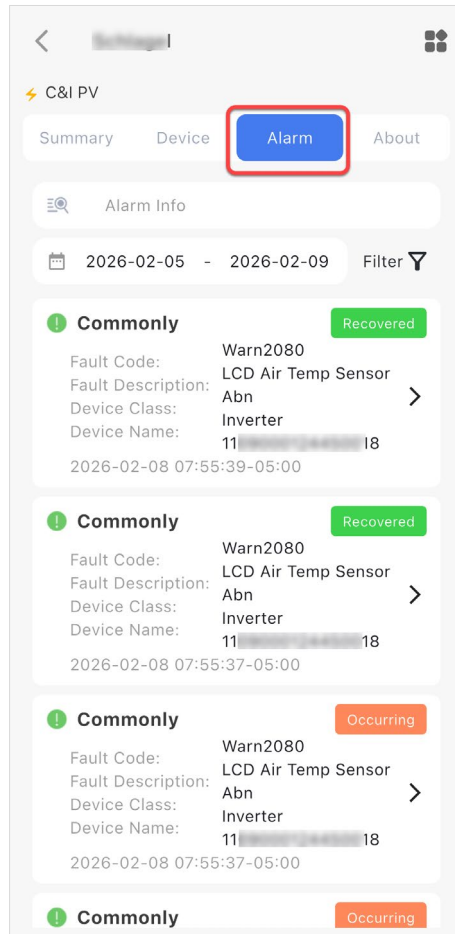 C&I PV
Summary Device Alarm About
Alarm Info
2026-02-05 - 2026-02-09 Filter
Commonly Recovered
Fault Code: Warn2080
Fault Description: LCD Air Temp Sensor
Abn
Device Class: Inverter
Device Name:
2026-02-08 07:55:39-05:00
Commonly Recovered
Fault Code: Warn2080
Fault Description: LCD Air Temp Sensor
Abn
Device Class: Inverter
Device Name:
2026-02-08 07:55:37-05:00
Commonly Occurring
Fault Code: Warn2080
Fault Description: LCD Air Temp Sensor
Abn
Device Class: Inverter
Device Name:
2026-02-08 07:55:37-05:00
Commonly Occurring